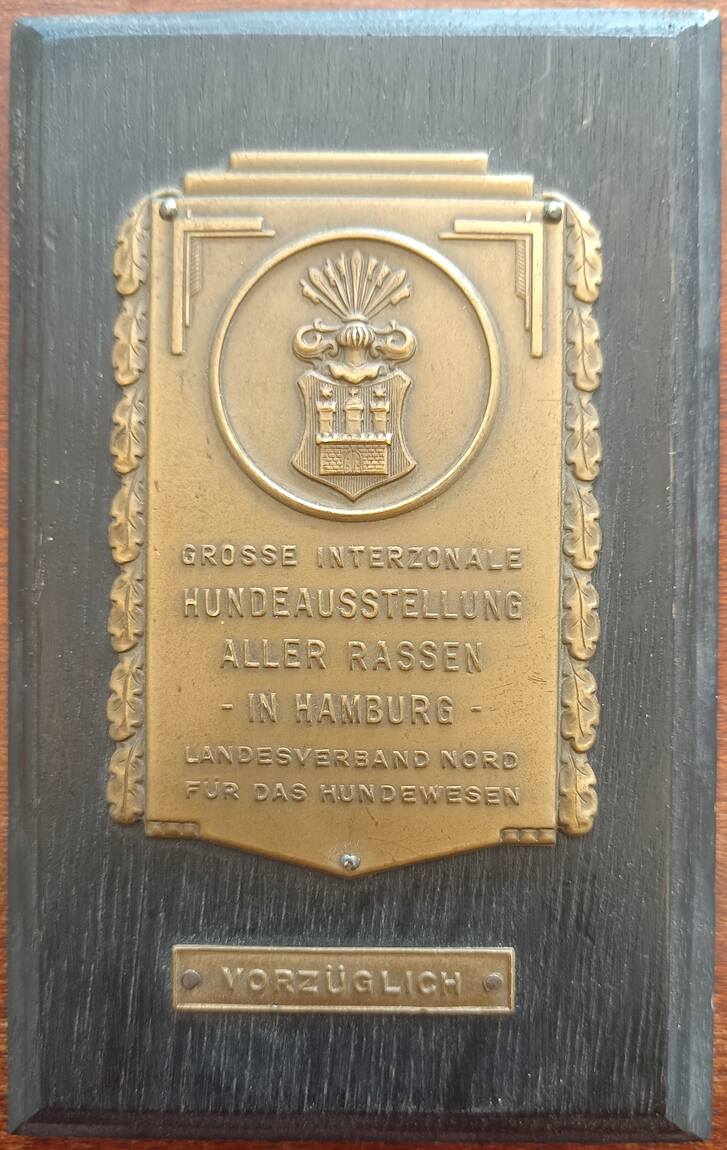 GROSSE INTERZONALE
HUNDEAUSSTELLUNG
ALLER RASSEN
- IN HAMBURG -
LANDESVERBAND NORD
FÜR DAS HUNDEWESEN
VORZÜGLICH